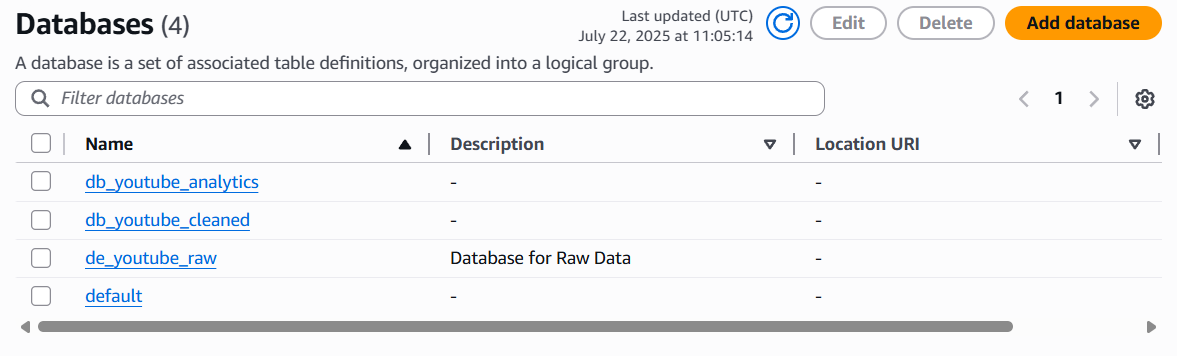 Databases (4)
Last updated (UTC)
July 22, 2025 at 11:05:14
Edit
Delete
Add database
A database is a set of associated table definitions, organized into a logical group.
Filter databases
1
Name Description Location URI
db_youtube_analytics - -
db_youtube_cleaned - -
de_youtube_raw Database for Raw Data -
default - -